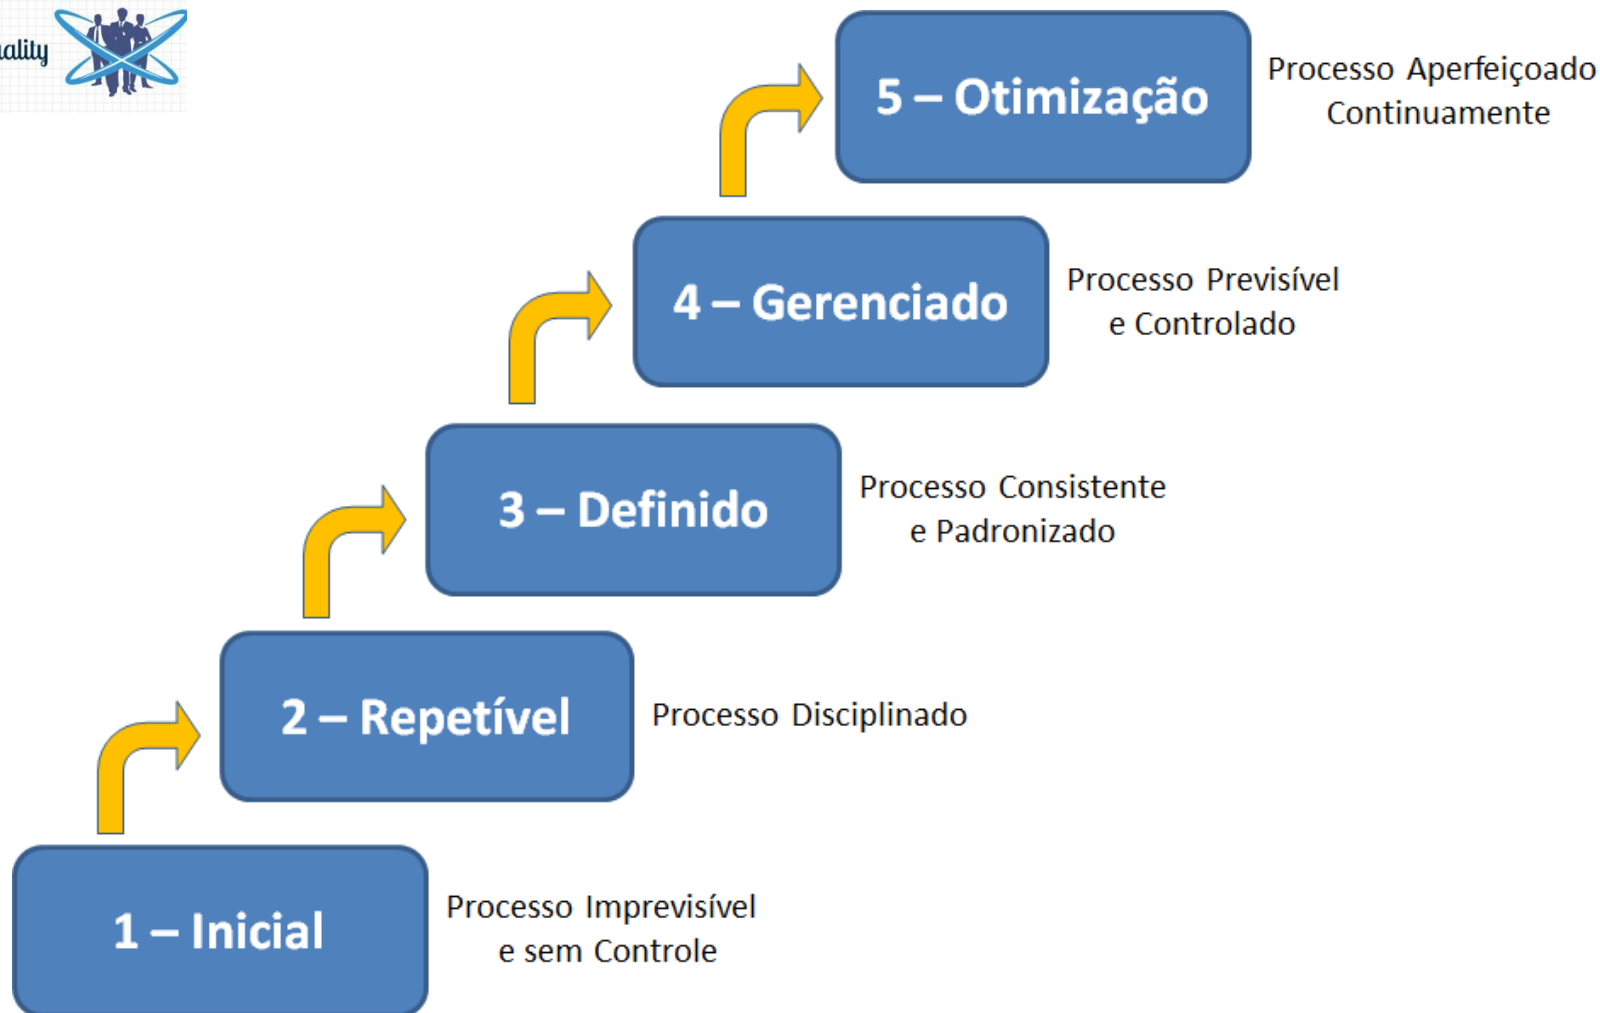 5 – Otimização
Processo Aperfeiçoado
Continuamente
4 – Gerenciado
Processo Previsível
e Controlado
3 – Definido
Processo Consistente
e Padronizado
2 – Repetível
Processo Disciplinado
1 – Inicial
Processo Imprevisível
e sem Controle